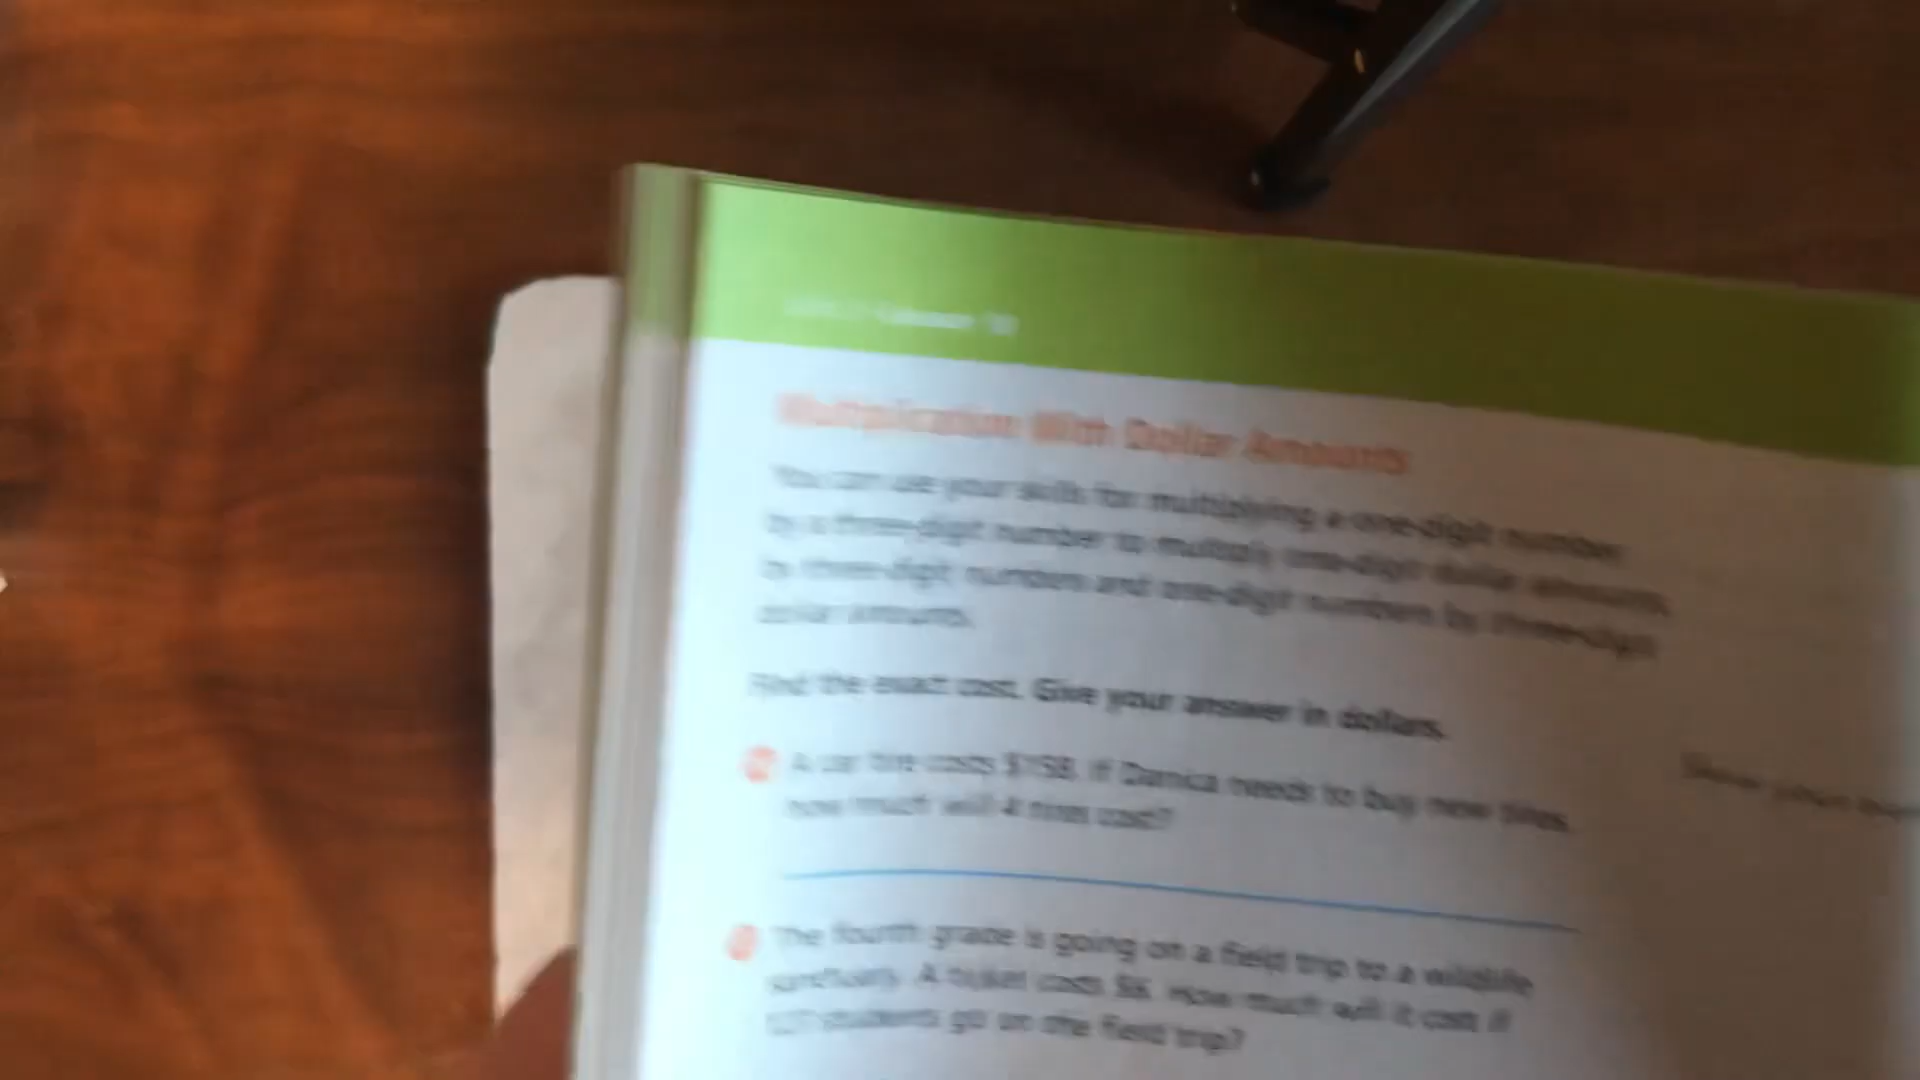 Multiplication With Dollar Amounts
You can use your skills for multiplying a one-digit number
by a three-digit number to multiply one-digit dollar amounts
by three-digit numbers and one-digit numbers by three-digit
dollar amounts.
Find the exact cost. Give your answer in dollars.
A car tire costs $158. If Danica needs to buy new tires,
how much will 4 tires cost?
The fourth grade is going on a field trip to a wildlife
sanctuary. A ticket costs How much will it cost if
students go on the field trip?
Show your